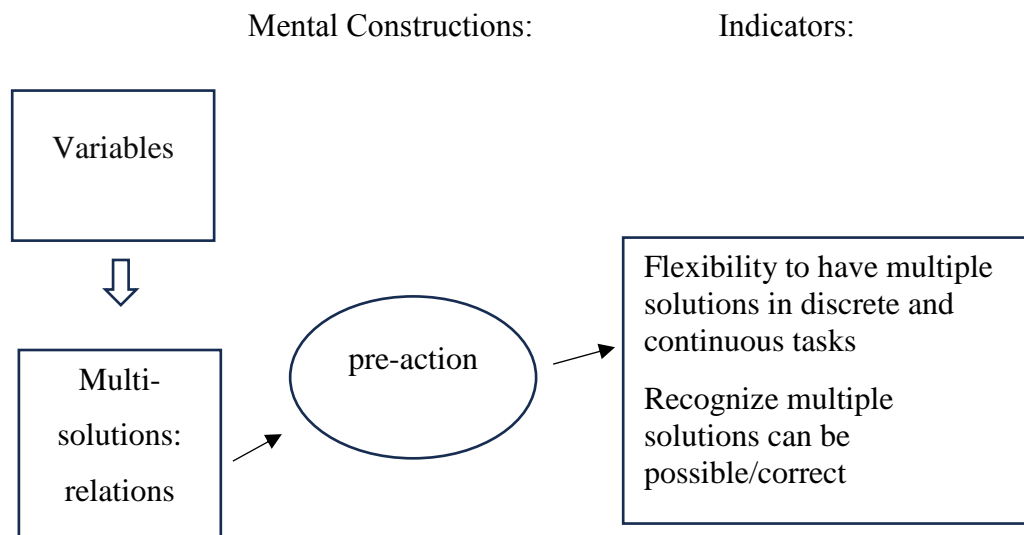 Mental Constructions:
Indicators:
Variables
Multi-
solutions:
relations
pre-action
Flexibility to have multiple
solutions in discrete and
continuous tasks
Recognize multiple
solutions can be
possible/correct